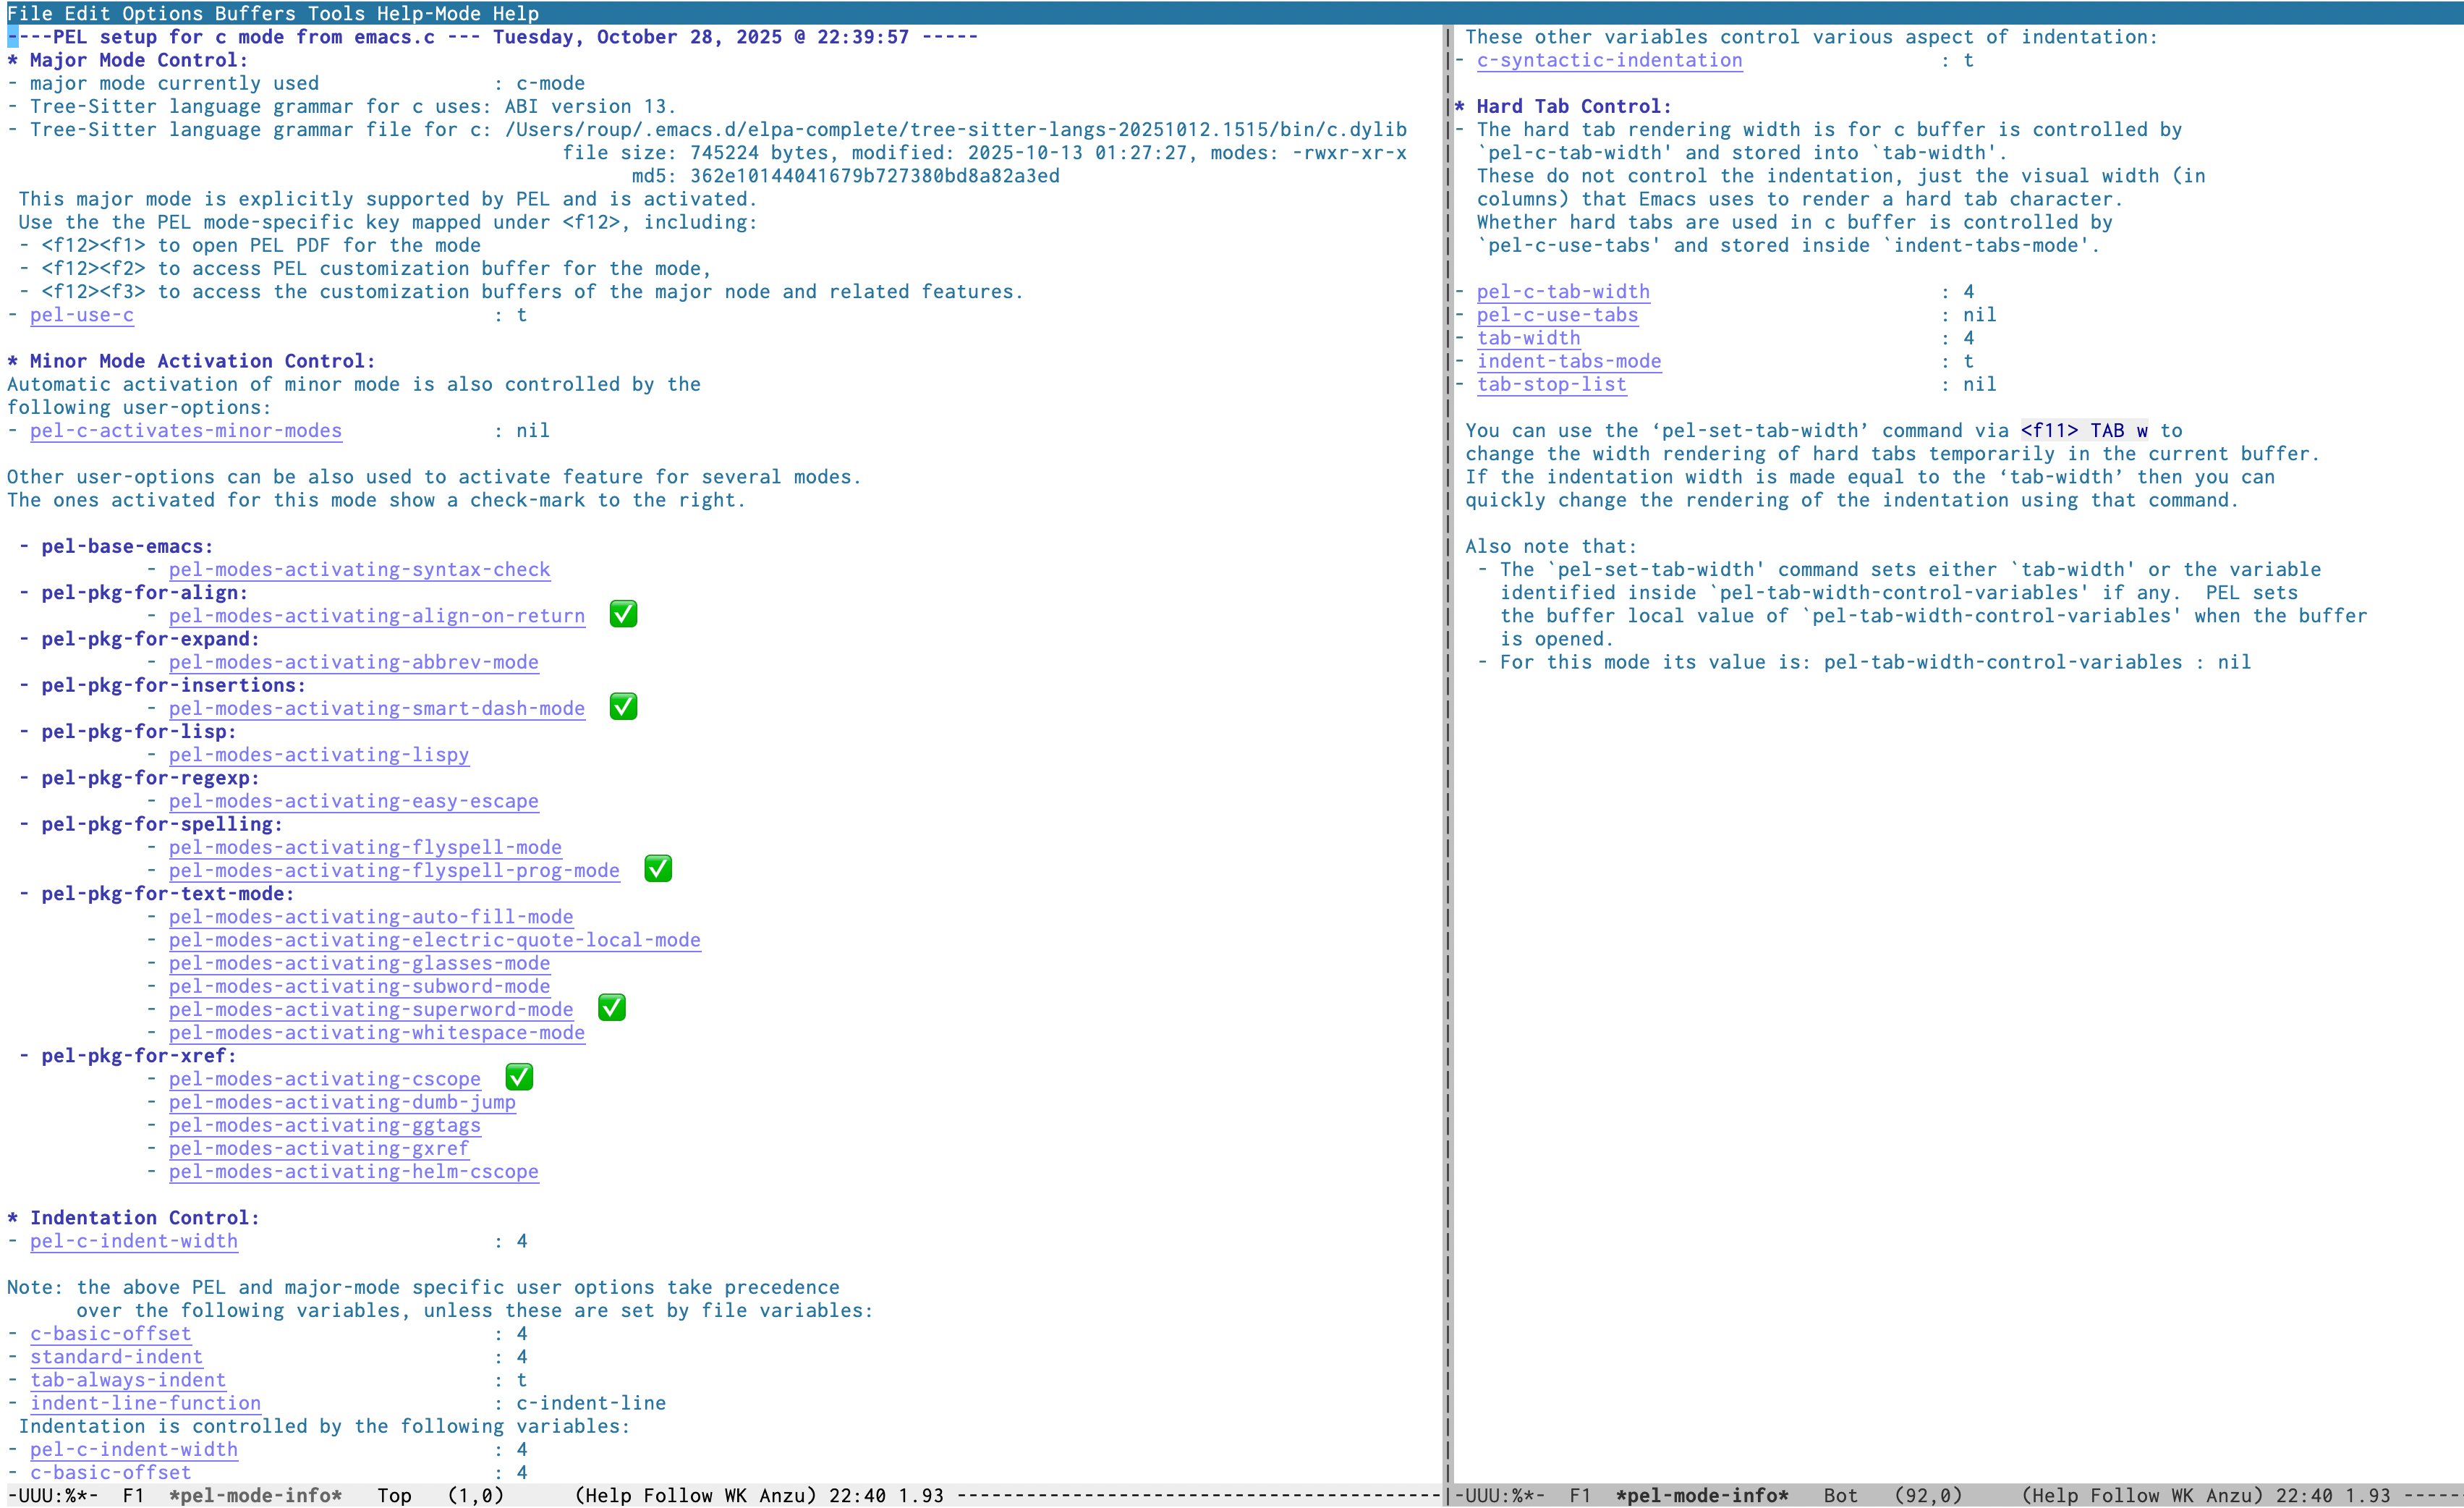 File Edit Options Buffers Tools Help-Mode Help
----PEL setup for c mode from emacs.c --- Tuesday, October 28, 2025 @ 22:39:57 -----
* Major Mode Control:
- major mode currently used : c-mode
- Tree-Sitter language grammar for c uses: ABI version 13.
- Tree-Sitter language grammar file for c: /Users/roup/.emacs.d/elpa-complete/tree-sitter-langs-20251012.1515/bin/c.dylib
file size: 745224 bytes, modified: 2025-10-13 01:27:27, modes: -rwxr-xr-x
md5: 362e10144041679b727380bd8a82a3ed
This major mode is explicitly supported by PEL and is activated.
Use the the PEL mode-specific key mapped under <f12>, including:
- <f12><f1> to open PEL PDF for the mode
- <f12><f2> to access PEL customization buffer for the mode,
- <f12><f3> to access the customization buffers of the major node and related features.
- pel-use-c : t
* Minor Mode Activation Control:
Automatic activation of minor mode is also controlled by the
following user-options:
- pel-c-activates-minor-modes : nil
Other user-options can be also used to activate feature for several modes.
The ones activated for this mode show a check-mark to the right.
- pel-base-emacs:
- pel-modes-activating-syntax-check
- pel-pkg-for-align:
- pel-modes-activating-align-on-return ✅
- pel-pkg-for-expand:
- pel-modes-activating-abbrev-mode
- pel-pkg-for-insertions:
- pel-modes-activating-smart-dash-mode ✅
- pel-pkg-for-lisp:
- pel-modes-activating-lispy
- pel-pkg-for-regexp:
- pel-modes-activating-easy-escape
- pel-pkg-for-spelling:
- pel-modes-activating-flyspell-mode
- pel-modes-activating-flyspell-prog-mode ✅
- pel-pkg-for-text-mode:
- pel-modes-activating-auto-fill-mode
- pel-modes-activating-electric-quote-local-mode
- pel-modes-activating-glasses-mode
- pel-modes-activating-subword-mode
- pel-modes-activating-superword-mode ✅
- pel-modes-activating-whitespace-mode
- pel-pkg-for-xref:
- pel-modes-activating-cscope ✅
- pel-modes-activating-dumb-jump
- pel-modes-activating-ggtags
- pel-modes-activating-gxref
- pel-modes-activating-helm-cscope
* Indentation Control:
- pel-c-indent-width : 4
Note: the above PEL and major-mode specific user options take precedence
over the following variables, unless these are set by file variables:
- c-basic-offset : 4
- standard-indent : 4
- tab-always-indent : t
- indent-line-function : c-indent-line
Indentation is controlled by the following variables:
- pel-c-indent-width : 4
- c-basic-offset : 4
-UUU:%*- F1 *pel-mode-info* Top (1,0) (Help Follow WK Anzu) 22:40 1.93 ------------------------------------------
These other variables control various aspect of indentation:
- c-syntactic-indentation : t
* Hard Tab Control:
- The hard tab rendering width is for c buffer is controlled by
`pel-c-tab-width' and stored into `tab-width'.
These do not control the indentation, just the visual width (in
columns) that Emacs uses to render a hard tab character.
Whether hard tabs are used in c buffer is controlled by
`pel-c-use-tabs' and stored inside `indent-tabs-mode'.
- pel-c-tab-width : 4
- pel-c-use-tabs : nil
- tab-width : 4
- indent-tabs-mode : t
- tab-stop-list : nil
You can use the ‘pel-set-tab-width’ command via <f11> TAB w to
change the width rendering of hard tabs temporarily in the current buffer.
If the indentation width is made equal to the ‘tab-width’ then you can
quickly change the rendering of the indentation using that command.
Also note that:
- The `pel-set-tab-width' command sets either `tab-width' or the variable
identified inside `pel-tab-width-control-variables' if any. PEL sets
the buffer local value of `pel-tab-width-control-variables' when the buffer
is opened.
- For this mode its value is: pel-tab-width-control-variables : nil
-UUU:%*- F1 *pel-mode-info* Bot (92,0) (Help Follow WK Anzu) 22:40 1.93 -----